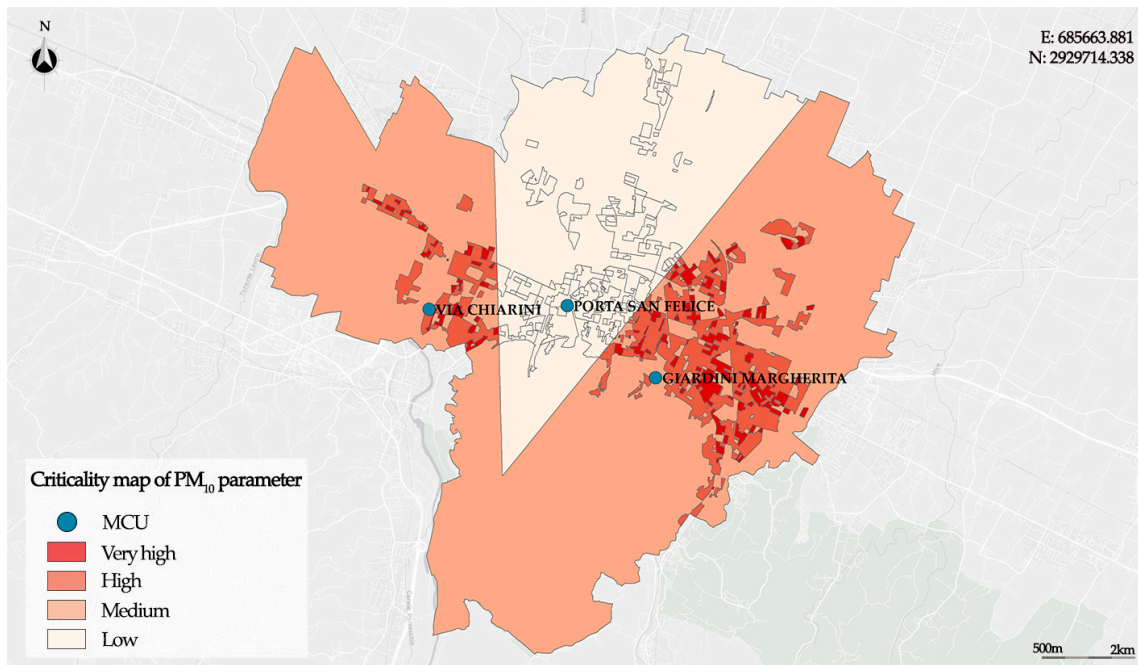 N
E: 685663.881
N: 2929714.338
VIA CHIARINI
PORTA SAN FELICE
GIARDINI MARGHERITA
Criticality map of PM₁₀ parameter
MCU
Very high
High
Medium
Low
500m
2km